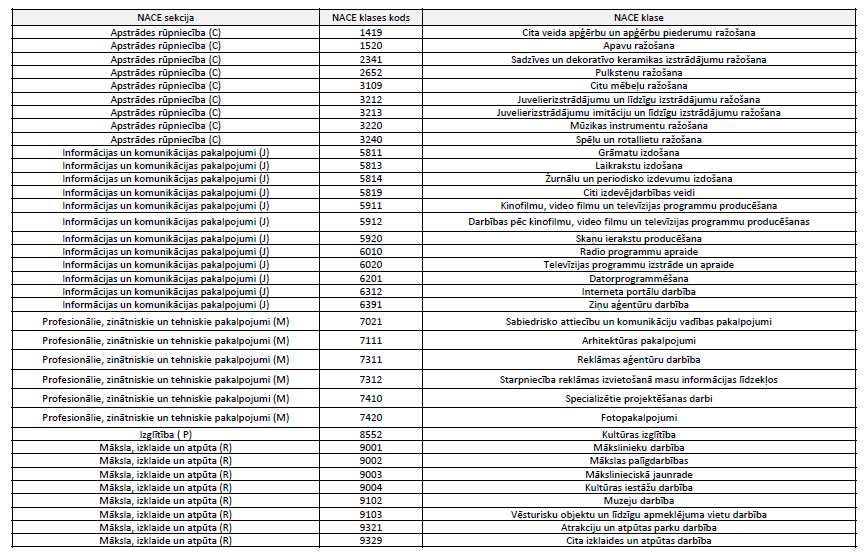 NACE sekcija NACE klases kods NACE klase
Apstrādes rūpniecība (C) 1419 Cita veida apģērbu un apģērbu piederumu ražošana
Apstrādes rūpniecība (C) 1520 Apavu ražošana
Apstrādes rūpniecība (C) 2341 Sadzīves un dekoratīvo keramikas izstrādājumu ražošana
Apstrādes rūpniecība (C) 2652 Pulksteņu ražošana
Apstrādes rūpniecība (C) 3109 Citu mēbeļu ražošana
Apstrādes rūpniecība (C) 3212 Juvelierizstrādājumu un līdzīgu izstrādājumu ražošana
Apstrādes rūpniecība (C) 3213 Juvelierizstrādājumu imitāciju un līdzīgu izstrādājumu ražošana
Apstrādes rūpniecība (C) 3220 Mūzikas instrumentu ražošana
Apstrādes rūpniecība (C) 3240 Spēļu un rotaļlietu ražošana
Informācijas un komunikācijas pakalpojumi (J) 5811 Grāmatu izdošana
Informācijas un komunikācijas pakalpojumi (J) 5813 Laikrakstu izdošana
Informācijas un komunikācijas pakalpojumi (J) 5814 Žurnālu un periodisko izdevumu izdošana
Informācijas un komunikācijas pakalpojumi (J) 5819 Citi izdevējdarbības veidi
Informācijas un komunikācijas pakalpojumi (J) 5911 Kinofilmu, video filmu un televīzijas programmu producēšana
Informācijas un komunikācijas pakalpojumi (J) 5912 Darbības pēc kinofilmu, video filmu un televīzijas programmu producēšanas
Informācijas un komunikācijas pakalpojumi (J) 5920 Skaņu ierakstu producēšana
Informācijas un komunikācijas pakalpojumi (J) 6010 Radio programmu apraide
Informācijas un komunikācijas pakalpojumi (J) 6020 Televīzijas programmu izstrāde un apraide
Informācijas un komunikācijas pakalpojumi (J) 6201 Datorprogrammēšana
Informācijas un komunikācijas pakalpojumi (J) 6312 Interneta portālu darbība
Informācijas un komunikācijas pakalpojumi (J) 6391 Ziņu aģentūru darbība
Profesionālie, zinātniskie un tehniskie pakalpojumi (M) 7021 Sabiedrisko attiecību un komunikāciju vadības pakalpojumi
Profesionālie, zinātniskie un tehniskie pakalpojumi (M) 7111 Arhitektūras pakalpojumi
Profesionālie, zinātniskie un tehniskie pakalpojumi (M) 7311 Reklāmas aģentūru darbība
Profesionālie, zinātniskie un tehniskie pakalpojumi (M) 7312 Starpniecība reklāmas izvietošanā masu informācijas līdzekļos
Profesionālie, zinātniskie un tehniskie pakalpojumi (M) 7410 Specializētie projektēšanas darbi
Profesionālie, zinātniskie un tehniskie pakalpojumi (M) 7420 Fotopakalpojumi
Izglītība ( P) 8552 Kultūras izglītība
Māksla, izklaide un atpūta (R) 9001 Mākslinieku darbība
Māksla, izklaide un atpūta (R) 9002 Mākslas palīgdarbības
Māksla, izklaide un atpūta (R) 9003 Mākslinieciskā jaunrade
Māksla, izklaide un atpūta (R) 9004 Kultūras iestāžu darbība
Māksla, izklaide un atpūta (R) 9102 Muzeju darbība
Māksla, izklaide un atpūta (R) 9103 Vēsturisku objektu un līdzīgu apmeklējuma vietu darbība
Māksla, izklaide un atpūta (R) 9321 Atrakciju un atpūtas parku darbība
Māksla, izklaide un atpūta (R) 9329 Cita izklaides un atpūtas darbība